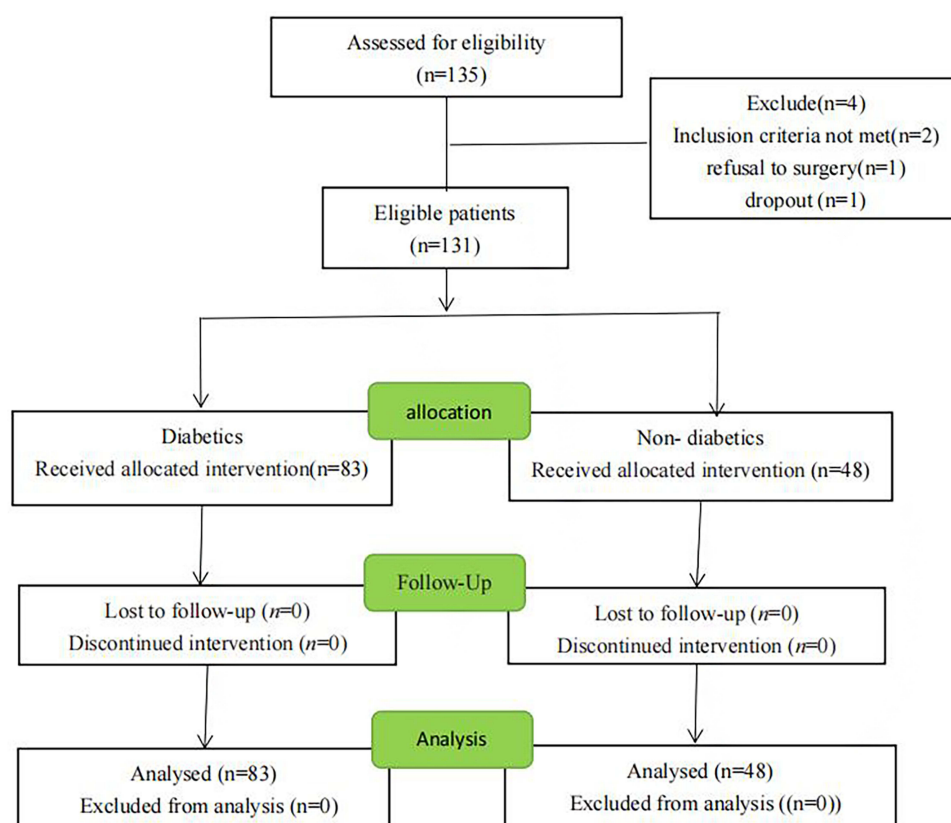 Assessed for eligibility
(n=135)
Exclude(n=4)
Inclusion criteria not met(n=2)
refusal to surgery(n=1)
dropout (n=1)
Eligible patients
(n=131)
allocation
Diabetics
Received allocated intervention(n=83)
Non- diabetics
Received allocated intervention (n=48)
Follow-Up
Lost to follow-up (n=0)
Discontinued intervention (n=0)
Lost to follow-up (n=0)
Discontinued intervention (n=0)
Analysis
Analysed (n=83)
Excluded from analysis (n=0)
Analysed (n=48)
Excluded from analysis ((n=0))